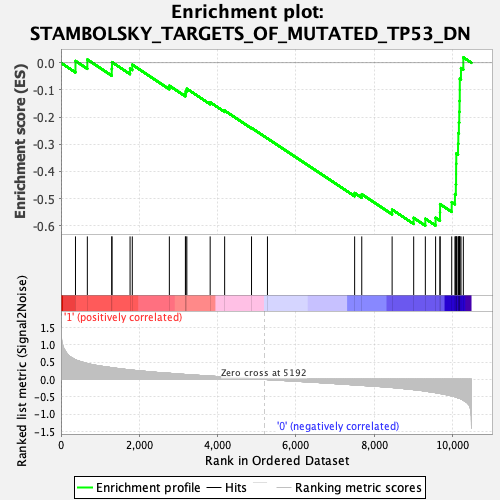 Enrichment plot:
STAMBOLSKY_TARGETS_OF_MUTATED_TP53_DN
Enrichment score (ES)
0.0
-0.1
-0.2
-0.3
-0.4
-0.5
-0.6
'1' (positively correlated)
Ranked list metric (Signal2Noise)
1.5
1.0
0.5
0.0
-0.5
-1.0
-1.5
Zero cross at 5192
'0' (negatively correlated)
0 2,000 4,000 6,000 8,000 10,000
Rank in Ordered Dataset
Enrichment profile Hits Ranking metric scores